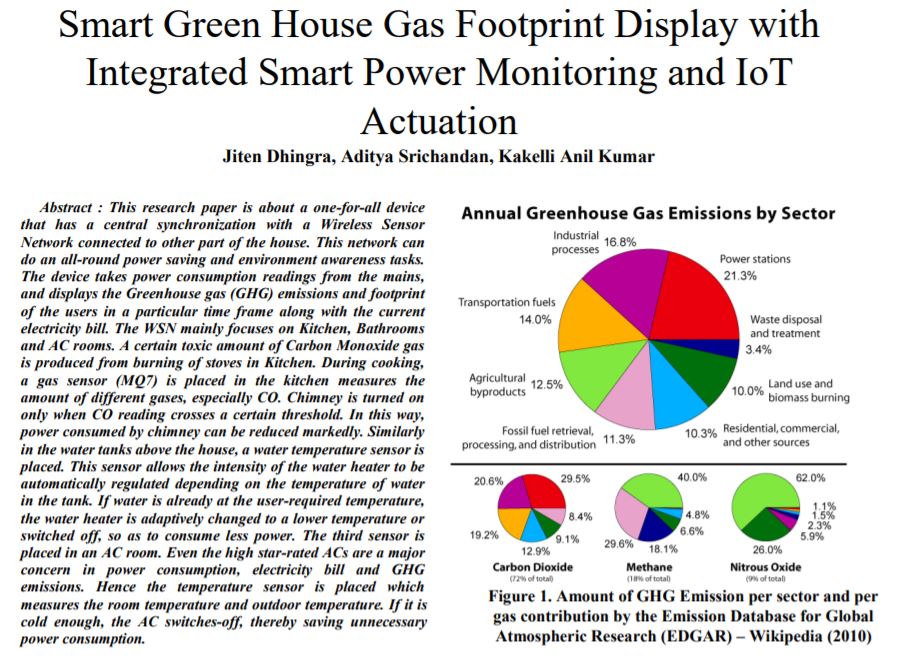 Smart Green House Gas Footprint Display with
Integrated Smart Power Monitoring and IoT
Actuation
Jiten Dhingra, Aditya Srichandan, Kakelli Anil Kumar
Abstract : This research paper is about a one-for-all device
that has a central synchronization with a Wireless Sensor
Network connected to other part of the house. This network can
do an all-round power saving and environment awareness tasks.
The device takes power consumption readings from the mains,
and displays the Greenhouse gas (GHG) emissions and footprint
of the users in a particular time frame along with the current
electricity bill. The WSN mainly focuses on Kitchen, Bathrooms
and AC rooms. A certain toxic amount of Carbon Monoxide gas
is produced from burning of stoves in Kitchen. During cooking,
a gas sensor (MQ7) is placed in the kitchen measures the
amount of different gases, especially CO. Chimney is turned on
only when CO reading crosses a certain threshold. In this way,
power consumed by chimney can be reduced markedly. Similarly
in the water tanks above the house, a water temperature sensor is
placed. This sensor allows the intensity of the water heater to be
automatically regulated depending on the temperature of water
in the tank. If water is already at the user-required temperature,
the water heater is adaptively changed to a lower temperature or
switched off, so as to consume less power. The third sensor is
placed in an AC room. Even the high star-rated ACs are a major
concern in power consumption, electricity bill and GHG
emissions. Hence the temperature sensor is placed which
measures the room temperature and outdoor temperature. If it is
cold enough, the AC switches-off, thereby saving unnecessary
power consumption.
Annual Greenhouse Gas Emissions by Sector
Industrial
processes 16.8%
Power stations
21.3%
Transportation fuels
14.0%
Waste disposal
and treatment
3.4%
Agricultural
byproducts 12.5%
10.0% Land use and
biomass burning
Fossil fuel retrieval,
processing, and distribution 11.3%
10.3% Residential, commercial,
and other sources
20.6%
29.5%
8.4%
9.1%
12.9%
19.2%
Carbon Dioxide
(72% of total)
40.0%
4.8%
6.6%
18.1%
29.6%
Methane
(18% of total)
62.0%
1.1%
1.5%
2.3%
5.9%
26.0%
Nitrous Oxide
(9% of total)
Figure 1. Amount of GHG Emission per sector and per
gas contribution by the Emission Database for Global
Atmospheric Research (EDGAR) – Wikipedia (2010)